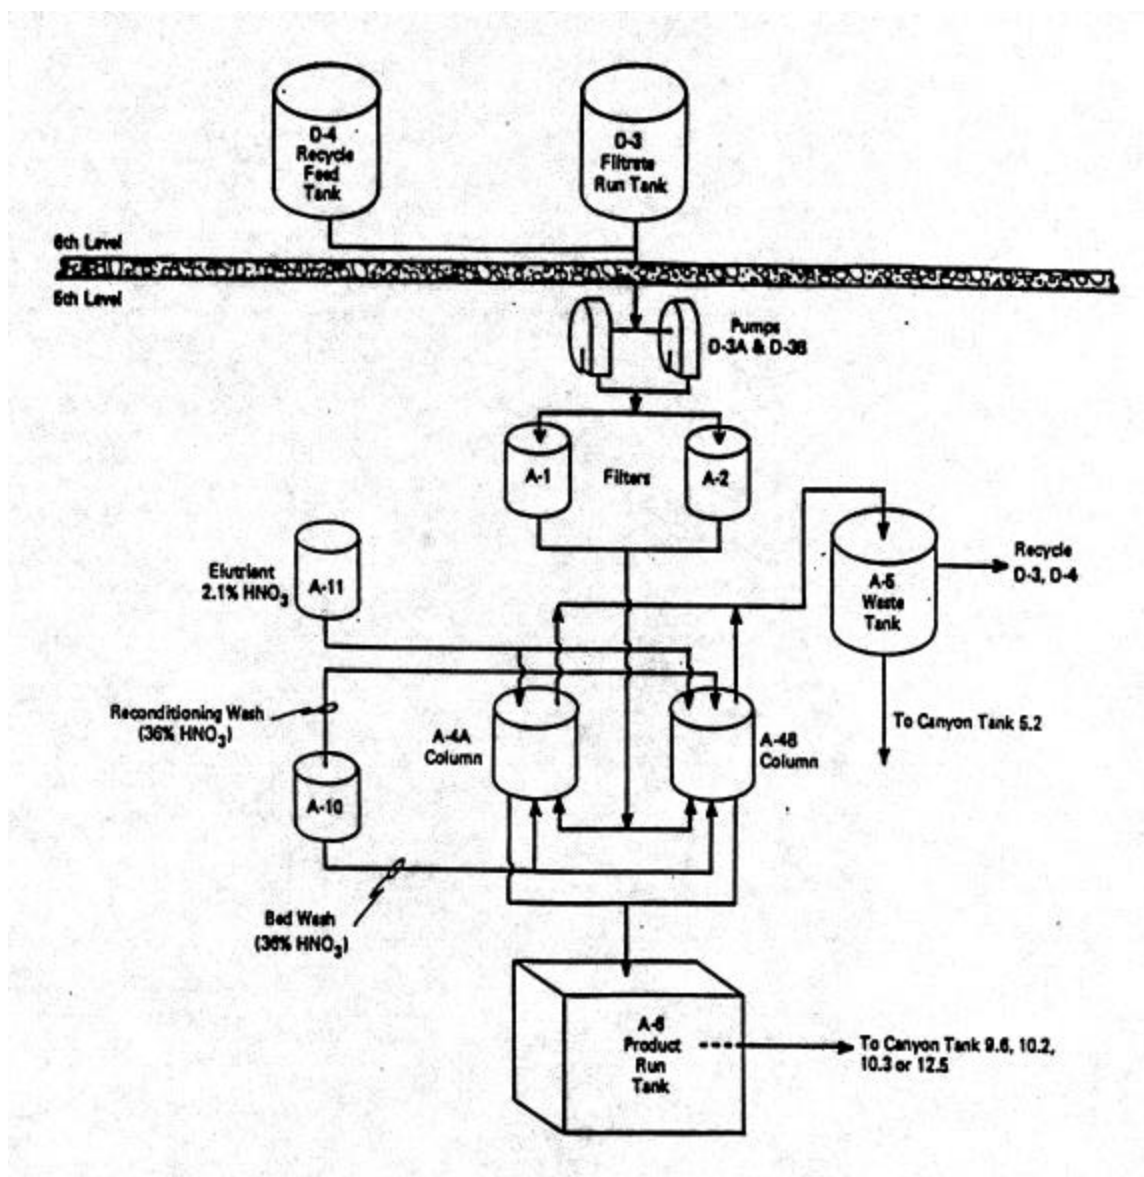 D-4
Recycle
Feed
Tank
D-3
Filtrate
Run Tank
6th Level
5th Level
Pumps
D-3A & D-3B
A-1
Filters
A-2
Elutrient
2.1% HNO3
A-11
A-5
Waste
Tank
Recycle
D-3, D-4
Reconditioning Wash
(36% HNO3)
A-4A
Column
A-4B
Column
To Canyon Tank 5.2
A-10
Bed Wash
(36% HNO3)
A-6
Product
Run
Tank
To Canyon Tank 9.6, 10.2,
10.3 or 12.5